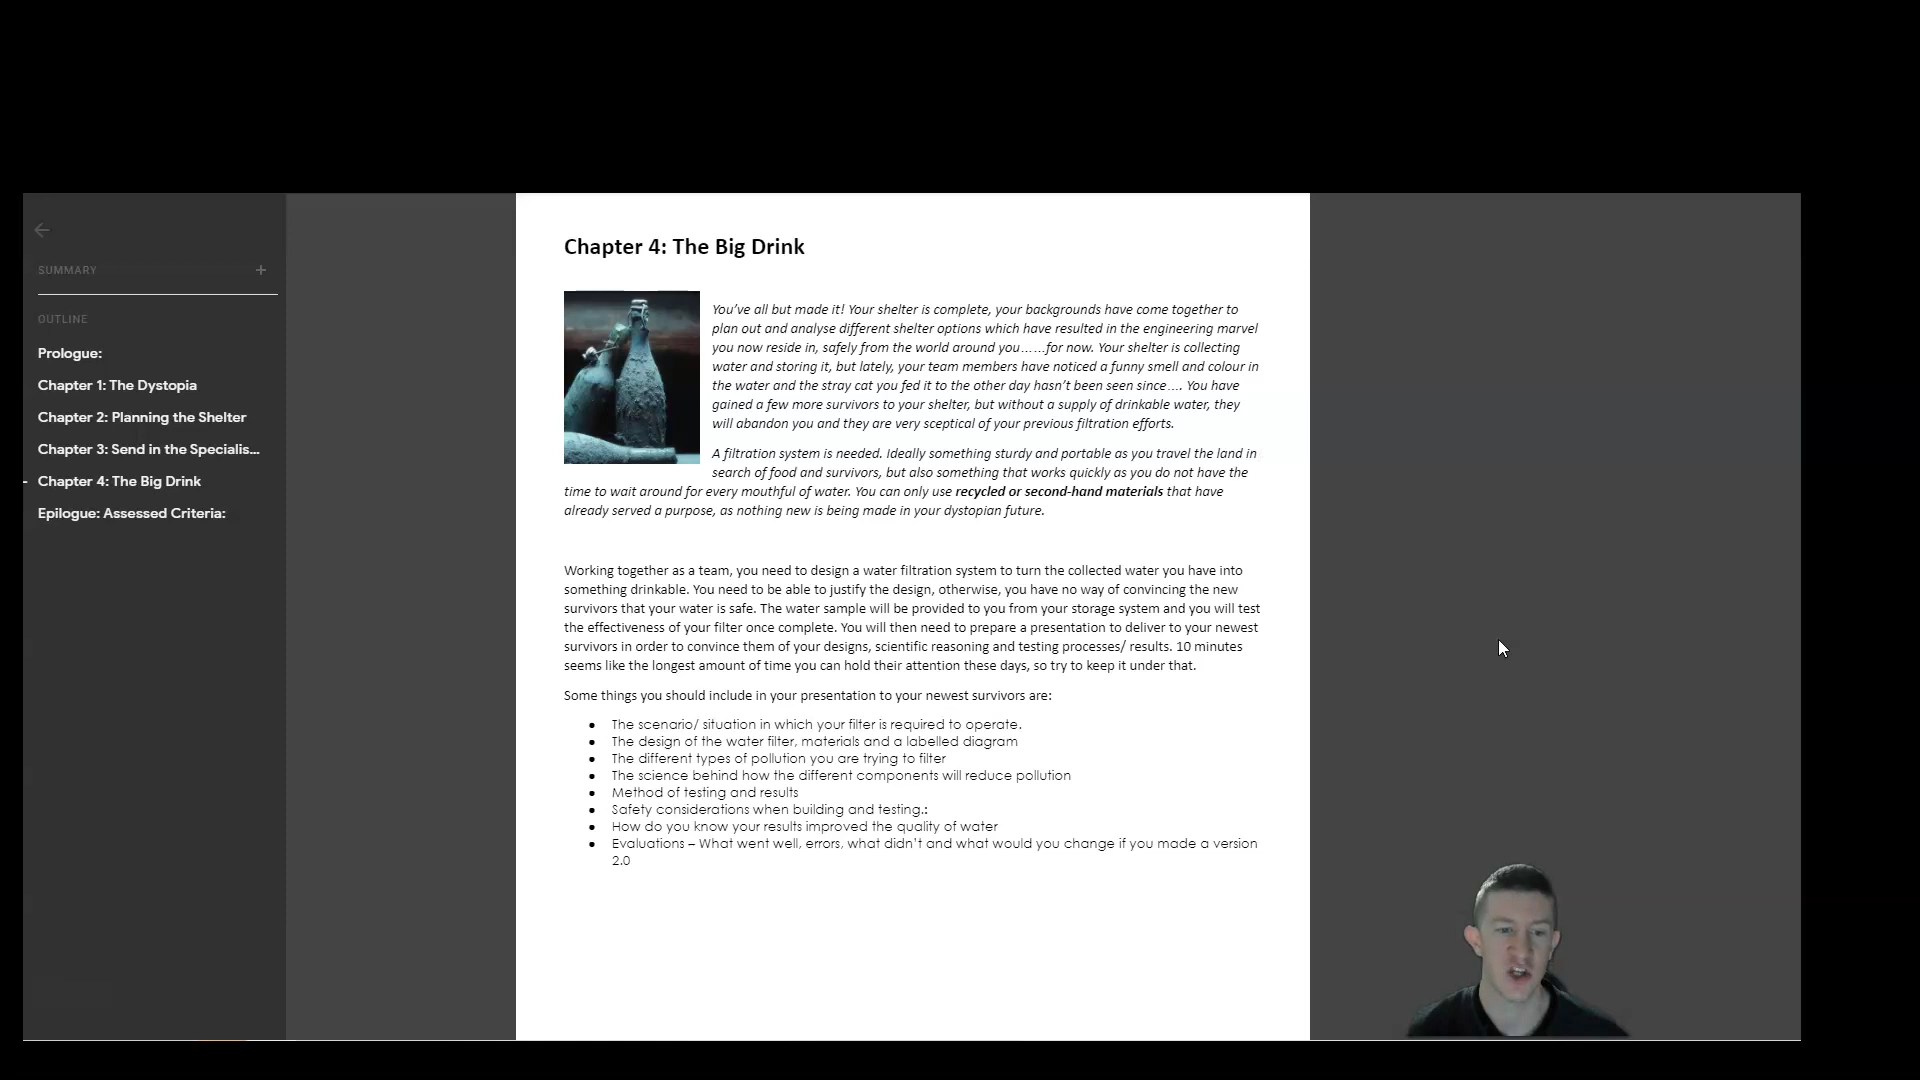 SUMMARY
OUTLINE
Prologue:
Chapter 1: The Dystopia
Chapter 2: Planning the Shelter
Chapter 3: Send in the Specialis...
Chapter 4: The Big Drink
Epilogue: Assessed Criteria:
Chapter 4: The Big Drink
You've all but made it! Your shelter is complete, your backgrounds have come together to
plan out and analyse different shelter options which have resulted in the engineering marvel
you now reside in, safely from the world around you……for now. Your shelter is collecting
water and storing it, but lately, your team members have noticed a funny smell and colour in
the water and the stray cat you fed it to the other day hasn't been seen since…. You have
gained a few more survivors to your shelter, but without a supply of drinkable water, they
will abandon you and they are very sceptical of your previous filtration efforts.
A filtration system is needed. Ideally something sturdy and portable as you travel the land in
search of food and survivors, but also something that works quickly as you do not have the
time to wait around for every mouthful of water. You can only use recycled or second-hand materials that have
already served a purpose, as nothing new is being made in your dystopian future.
Working together as a team, you need to design a water filtration system to turn the collected water you have into
something drinkable. You need to be able to justify the design, otherwise, you have no way of convincing the new
survivors that your water is safe. The water sample will be provided to you from your storage system and you will test
the effectiveness of your filter once complete. You will then need to prepare a presentation to deliver to your newest
survivors in order to convince them of your designs, scientific reasoning and testing processes/ results. 10 minutes
seems like the longest amount of time you can hold their attention these days, so try to keep it under that.
Some things you should include in your presentation to your newest survivors are:
• The scenario/ situation in which your filter is required to operate.
• The design of the water filter, materials and a labelled diagram
• The different types of pollution you are trying to filter
• The science behind how the different components will reduce pollution
• Method of testing and results
• Safety considerations when building and testing.:
• How do you know your results improved the quality of water
• Evaluations – What went well, errors, what didn't and what would you change if you made a version
2.0